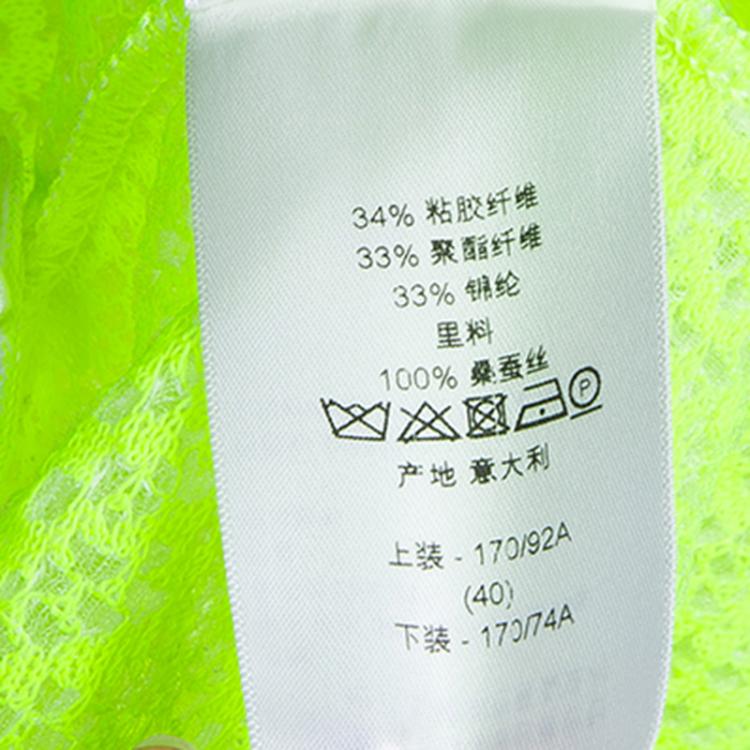 34% 粘胶纤维
33% 聚酯纤维
33% 锦纶
里料
100% 桑蚕丝
P
产地 意大利
上装 - 170/92A
(40)
下装 - 170/74A